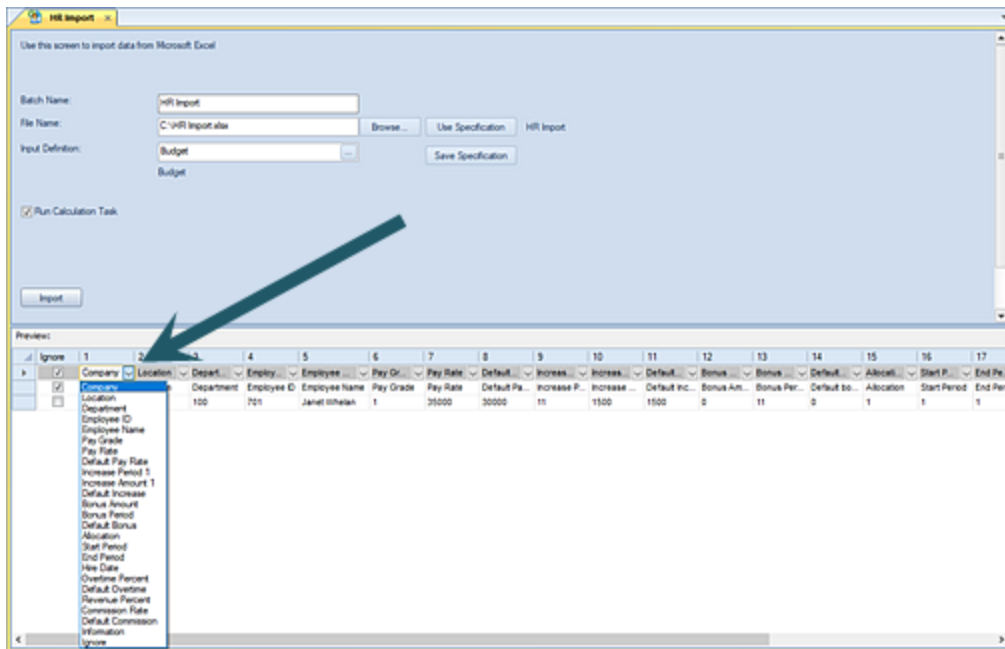 HR Import
Use this screen to import data from Microsoft Excel
Batch Name: HR Import
File Name: C:\HR Import.xlsx Browse... Use Specification HR Import
Input Definition: Budget ... Save Specification
Budget
Run Calculation Task
Import
Preview:
Ignore 1 2 3 4 5 6 7 8 9 10 11 12 13 14 15 16 17
Company Location Depart... Employ... Employee ... Pay Gr... Pay Rate Default... Increas... Increas... Default... Bonus ... Bonus ... Default... Allocati... Start P... End Pe
Department Employee ID Employee Name Pay Grade Pay Rate Default Pa... Increase P... Increase ... Default Inc... Bonus Am... Bonus Per... Default bo... Allocation Start Period End Per
100 701 Janet Whelan 1 35000 30000 11 1500 1500 0 11 0 1 1 1
Company
Location
Department
Employee ID
Employee Name
Pay Grade
Pay Rate
Default Pay Rate
Increase Period 1
Increase Amount 1
Default Increase
Bonus Amount
Bonus Period
Default Bonus
Allocation
Start Period
End Period
Hire Date
Overtime Percent
Default Overtime
Revenue Percent
Commission Rate
Default Commission
Information
Ignore